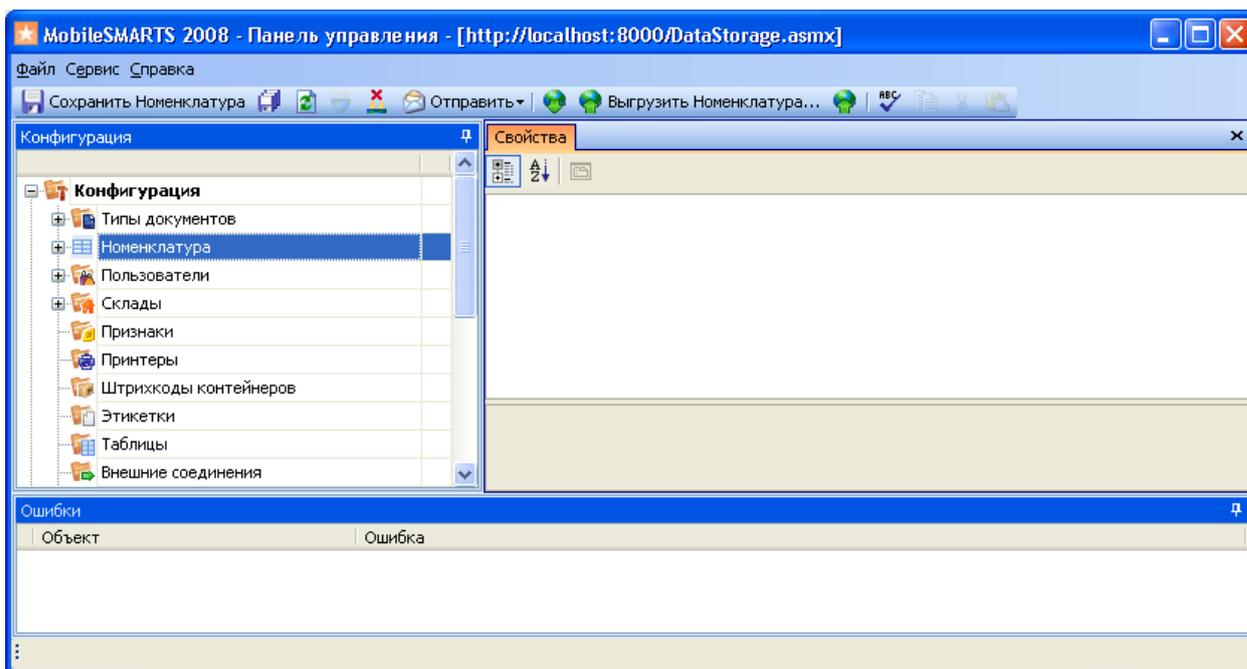 MobileSMARTS 2008 - Панель управления - [http://localhost:8000/DataStorage.asmx]
Файл Сервис Справка
Сохранить Номенклатура Отправить Выгрузить Номенклатура... ABC
Конфигурация
Свойства
Конфигурация
Типы документов
Номенклатура
Пользователи
Склады
Признаки
Принтеры
Штрихкоды контейнеров
Этикетки
Таблицы
Внешние соединения
Ошибки
Объект Ошибка